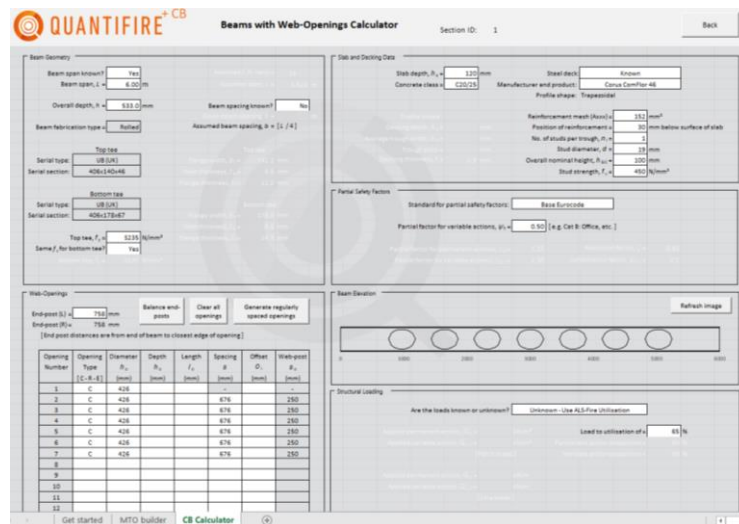 QUANTIFIRE+CB
Beams with Web-Openings Calculator
Section ID: 1
Back
Beam Geometry
Beam span known? Yes
Beam span, L = 6.00 m
Overall depth, h = 533.0 mm
Beam spacing known? No
Beam fabrication type = Rolled
Assumed beam spacing, b = [L / 4]
Top tee
Serial type: UB (UK)
Serial section: 406x140x46
Bottom tee
Serial type: UB (UK)
Serial section: 406x178x67
Top tee, fy = S235 N/mm²
Same fy for bottom tee? Yes
Slab and Decking Data
Slab depth, hs = 120 mm
Steel deck: Known
Concrete class = C20/25
Manufacturer and product: Corus ComFlor 46
Profile shape: Trapezoidal
Reinforcement mesh (Axxx) = 152 mm²
Position of reinforcement = 30 mm below surface of slab
No. of studs per trough, nr = 1
Stud diameter, d = 19 mm
Overall nominal height, hsc = 100 mm
Stud strength, fu = 450 N/mm²
Partial Safety Factors
Standard for partial safety factors: Base Eurocode
Partial factor for variable actions, ψ1 = 0.50 [e.g. Cat B: Office, etc. ]
Web-Openings
End-post (L) = 756 mm
End-post (R) = 756 mm
Balance end-posts
Clear all openings
Generate regularly spaced openings
[End post distances are from end of beam to closest edge of opening]
Opening Number Opening Type [C-R-E] Diameter ho (mm) Depth ho (mm) Length lo (mm) Spacing s (mm) Offset (mm) Web-post so (mm)
1 C 426 - -
2 C 426 676 250
3 C 426 676 250
4 C 426 676 250
5 C 426 676 250
6 C 426 676 250
7 C 426 676 250
8
9
10
11
12
Beam Elevation
Refresh image
0 1000 2000 3000 4000 5000 6000
Structural Loading
Are the loads known or unknown? Unknown - Use ALS-Fire Utilisation
Load to utilisation of = 65 %
Get started
MTO builder
CB Calculator